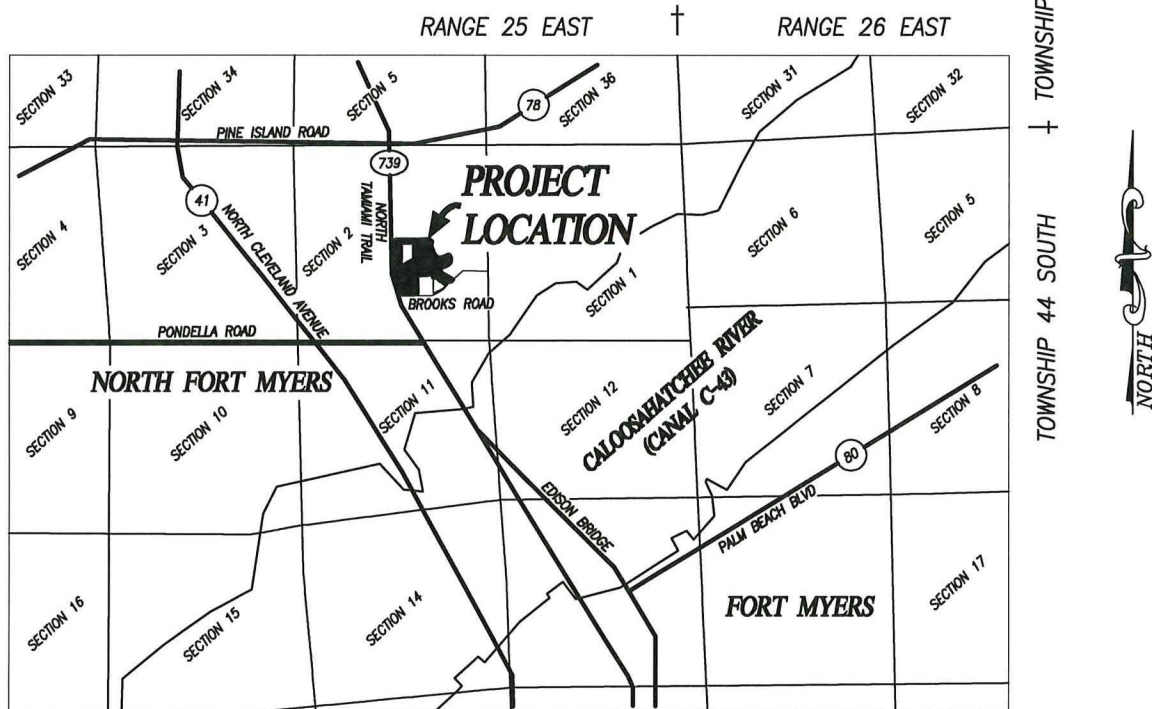 RANGE 25 EAST
RANGE 26 EAST
TOWNSHIP
SECTION 33
SECTION 34
SECTION 5
SECTION 36
SECTION 31
SECTION 32
78
PINE ISLAND ROAD
739
PROJECT
LOCATION
41
NORTH CLEVELAND AVENUE
NORTH
TAMIAMI TRAIL
SECTION 4
SECTION 3
SECTION 2
SECTION 6
SECTION 5
BROOKS ROAD
SECTION 1
TOWNSHIP 44 SOUTH
NORTH
PONDELLA ROAD
NORTH FORT MYERS
CALOOSAHATCHEE RIVER
(CANAL C-43)
SECTION 9
SECTION 10
SECTION 11
SECTION 12
SECTION 7
SECTION 8
80
EDISON BRIDGE
PALM BEACH BLVD
SECTION 16
SECTION 15
SECTION 14
FORT MYERS
SECTION 17